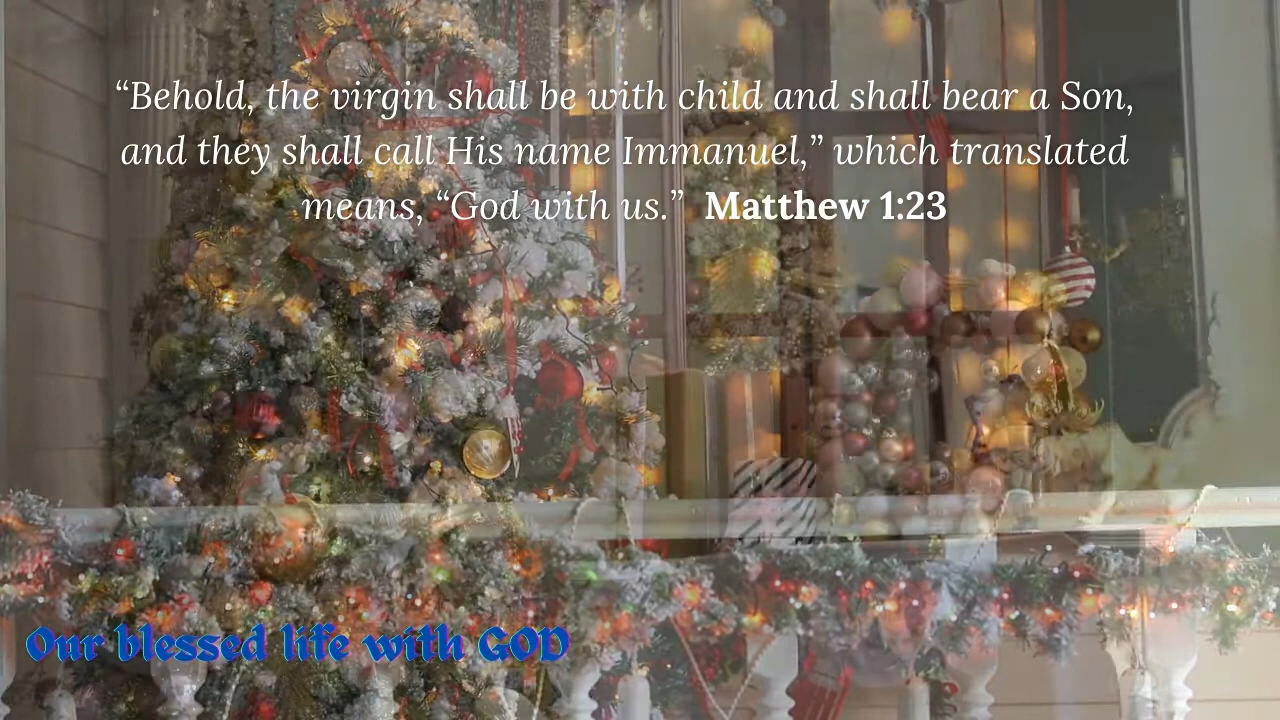 “Behold, the virgin shall be with child and shall bear a Son,
and they shall call His name Immanuel,” which translated
means, “God with us.” Matthew 1:23
Our blessed life with GOD